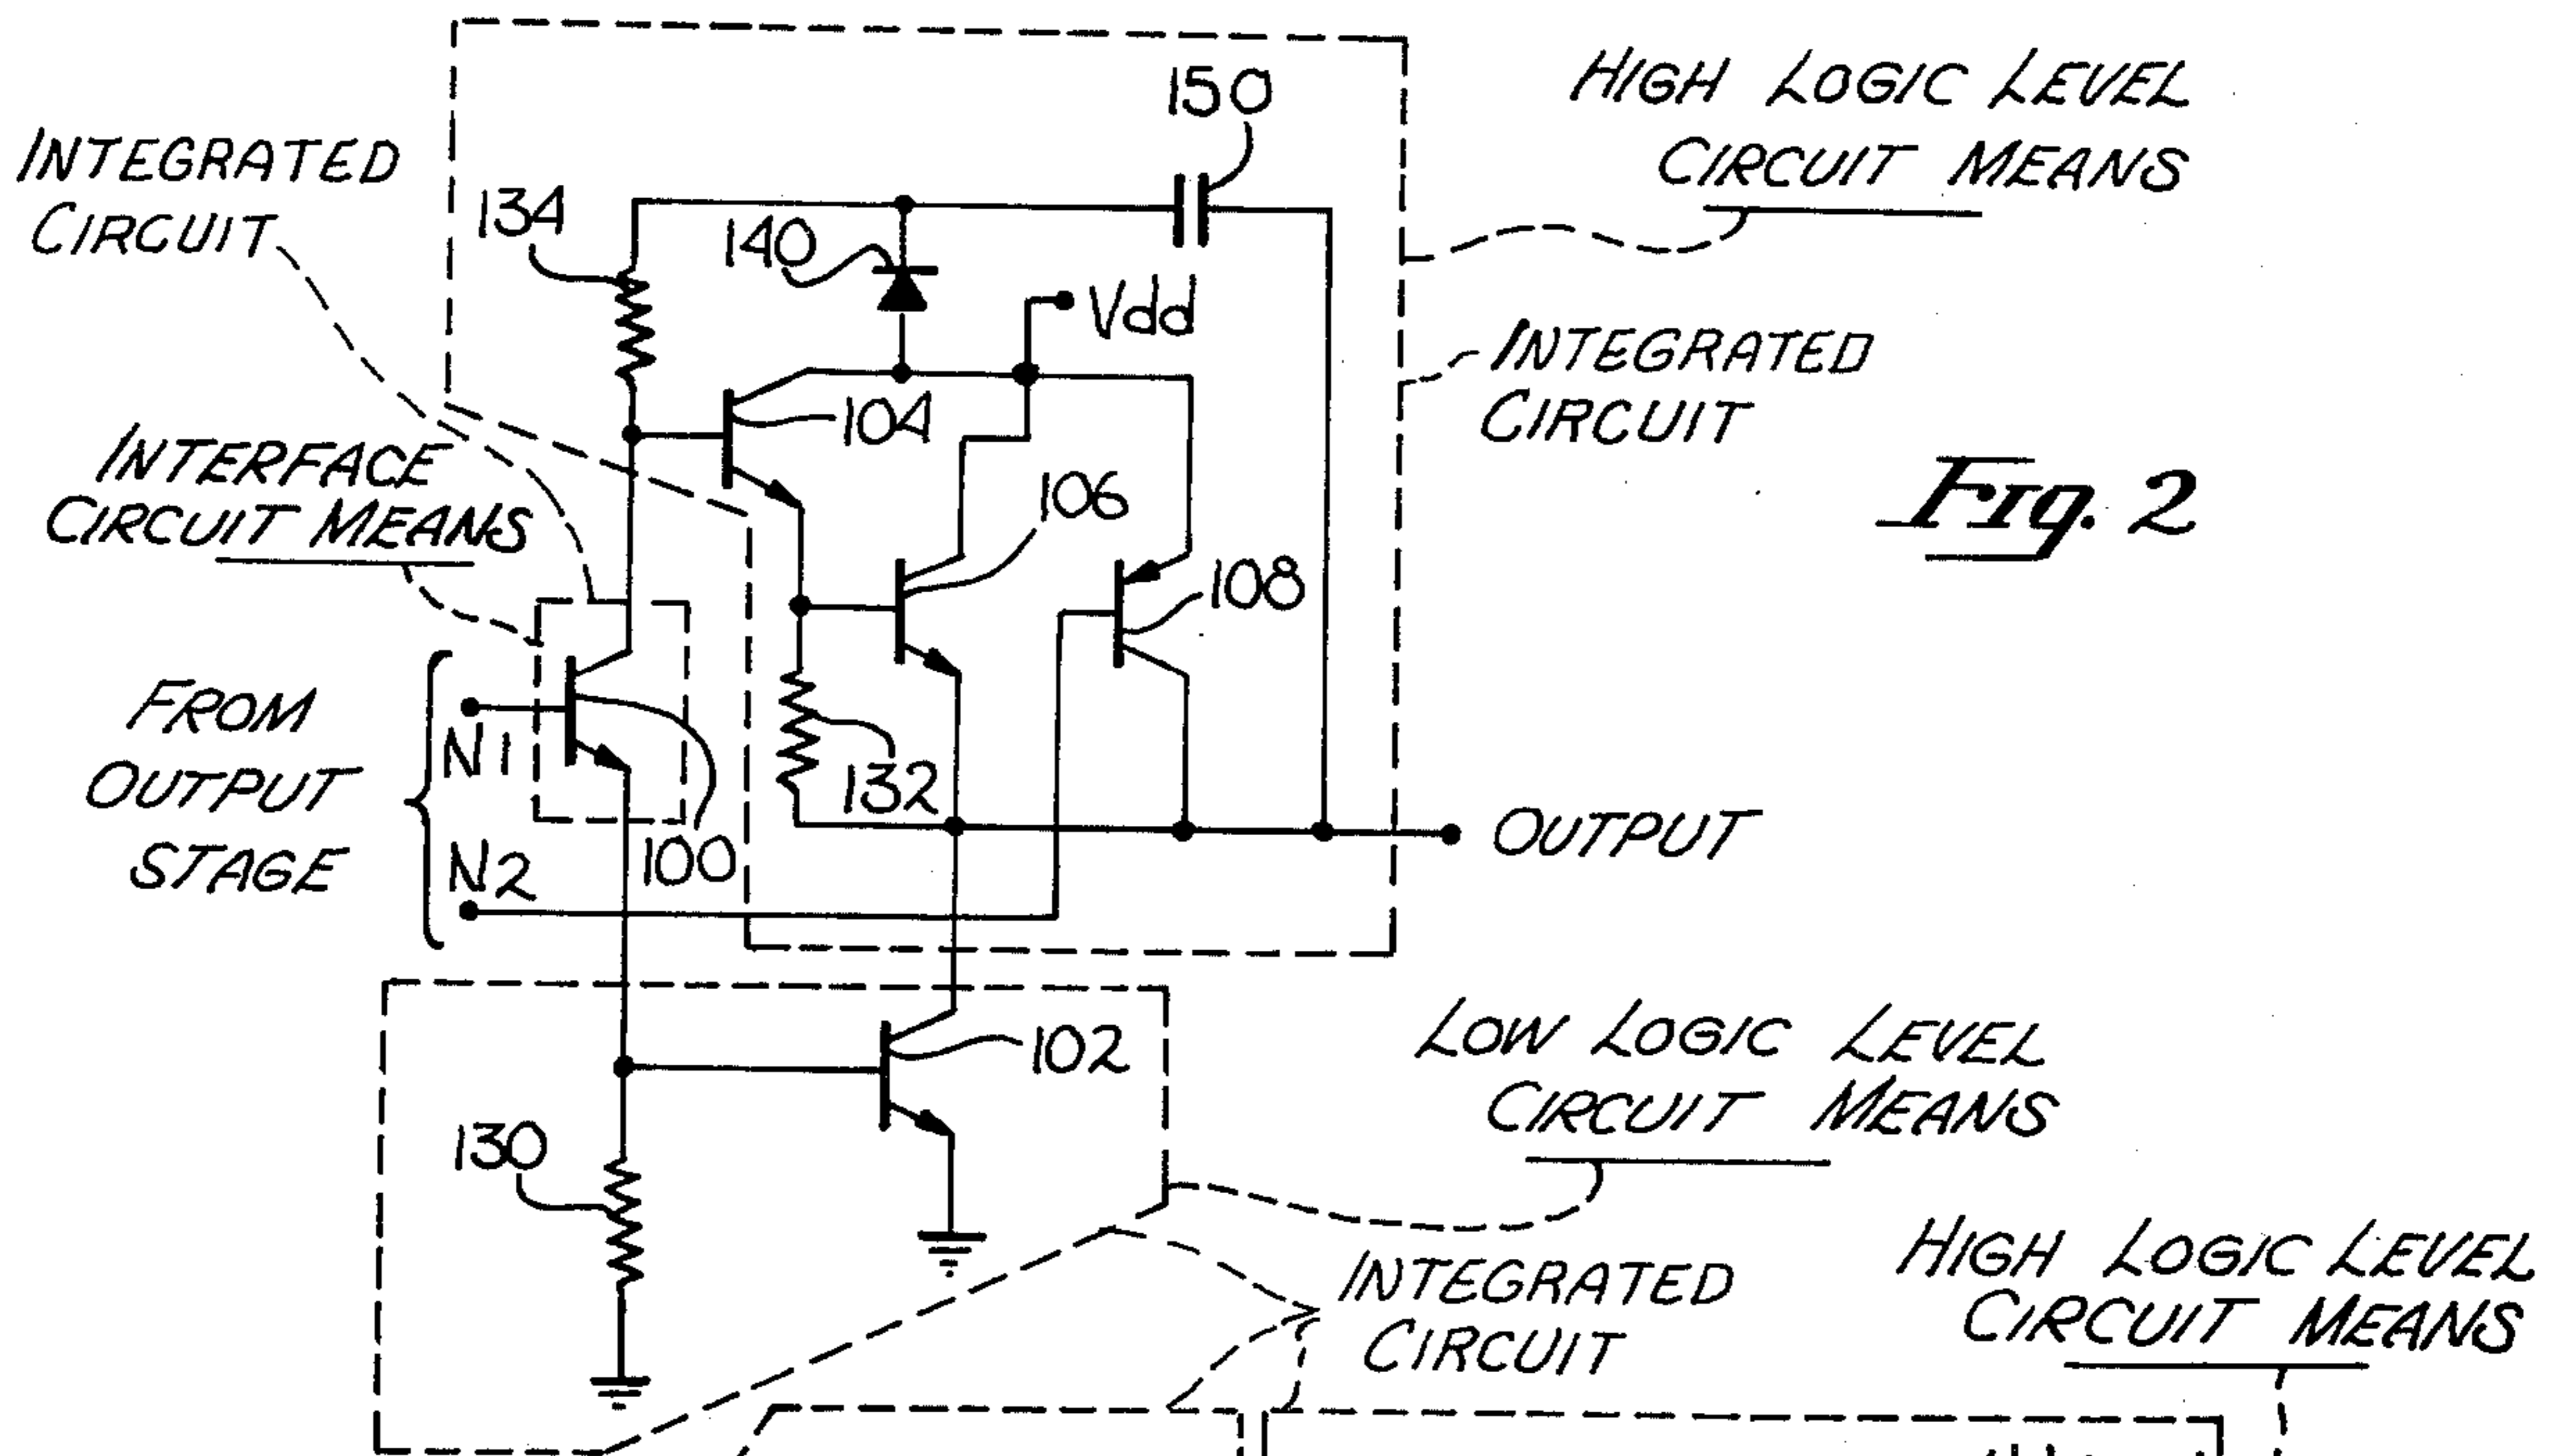 HIGH LOGIC LEVEL
CIRCUIT MEANS
150
INTEGRATED
CIRCUIT
134
140
Vdd
INTEGRATED
CIRCUIT
104
INTERFACE
CIRCUIT MEANS
106
Fig. 2
108
FROM
OUTPUT
STAGE
N1
132
OUTPUT
100
N2
LOW LOGIC LEVEL
CIRCUIT MEANS
102
130
INTEGRATED
CIRCUIT
HIGH LOGIC LEVEL
CIRCUIT MEANS